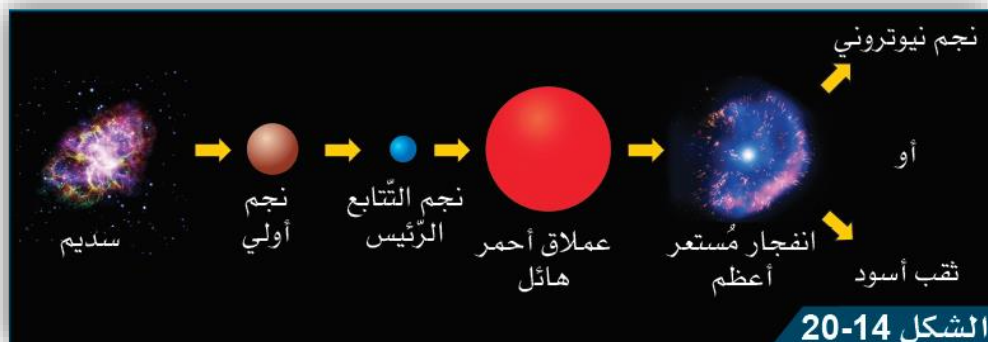 سديم
نجم
أولي
نجم التّتابع
الرّئيس
عملاق أحمر
هائل
انفجار مُستعر
أعظم
نجم نيوتروني
أو
ثقب أسود
الشكل 14-20